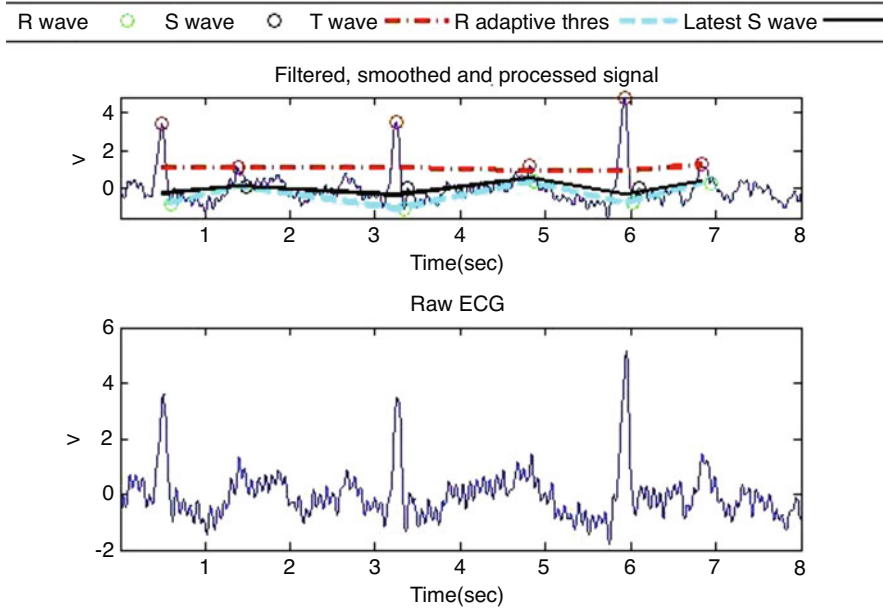 R wave S wave T wave R adaptive thres Latest S wave
Filtered, smoothed and processed signal
4
2
0
V
1 2 3 4 5 6 7 8
Time(sec)
Raw ECG
6
4
2
0
-2
V
1 2 3 4 5 6 7 8
Time(sec)